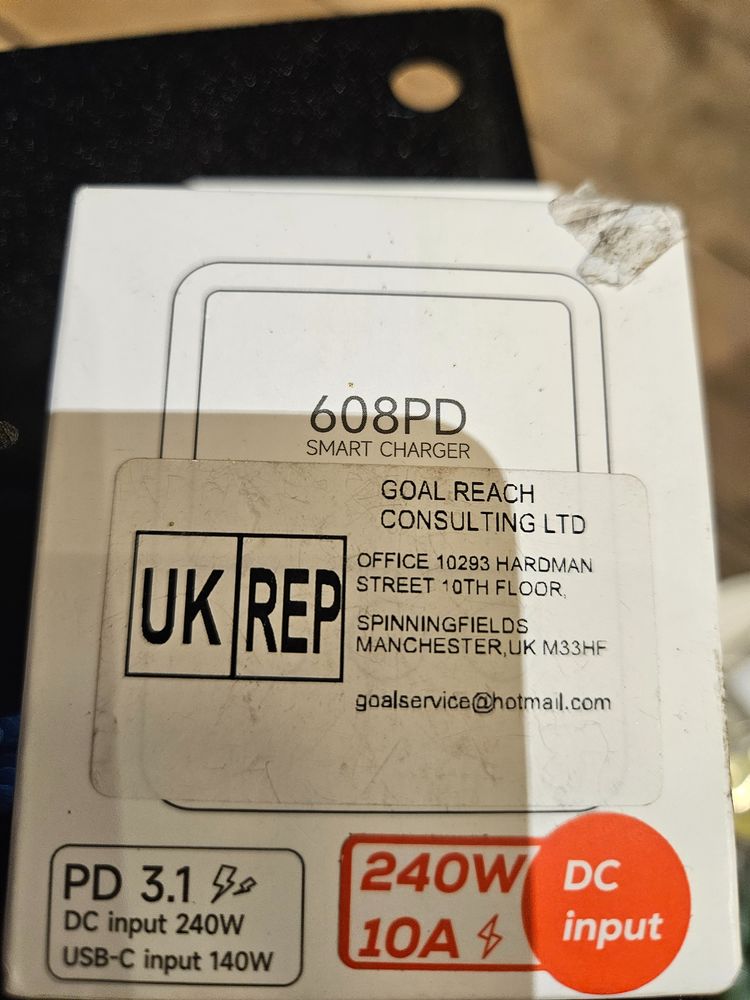 608PD
SMART CHARGER
GOAL REACH
CONSULTING LTD
UK REP
OFFICE 10293 HARDMAN
STREET 10TH FLOOR,
SPINNINGFIELDS
MANCHESTER,UK M33HF
goalservice@hotmail.com
PD 3.1
DC input 240W
USB-C input 140W
240W
10A
DC
input